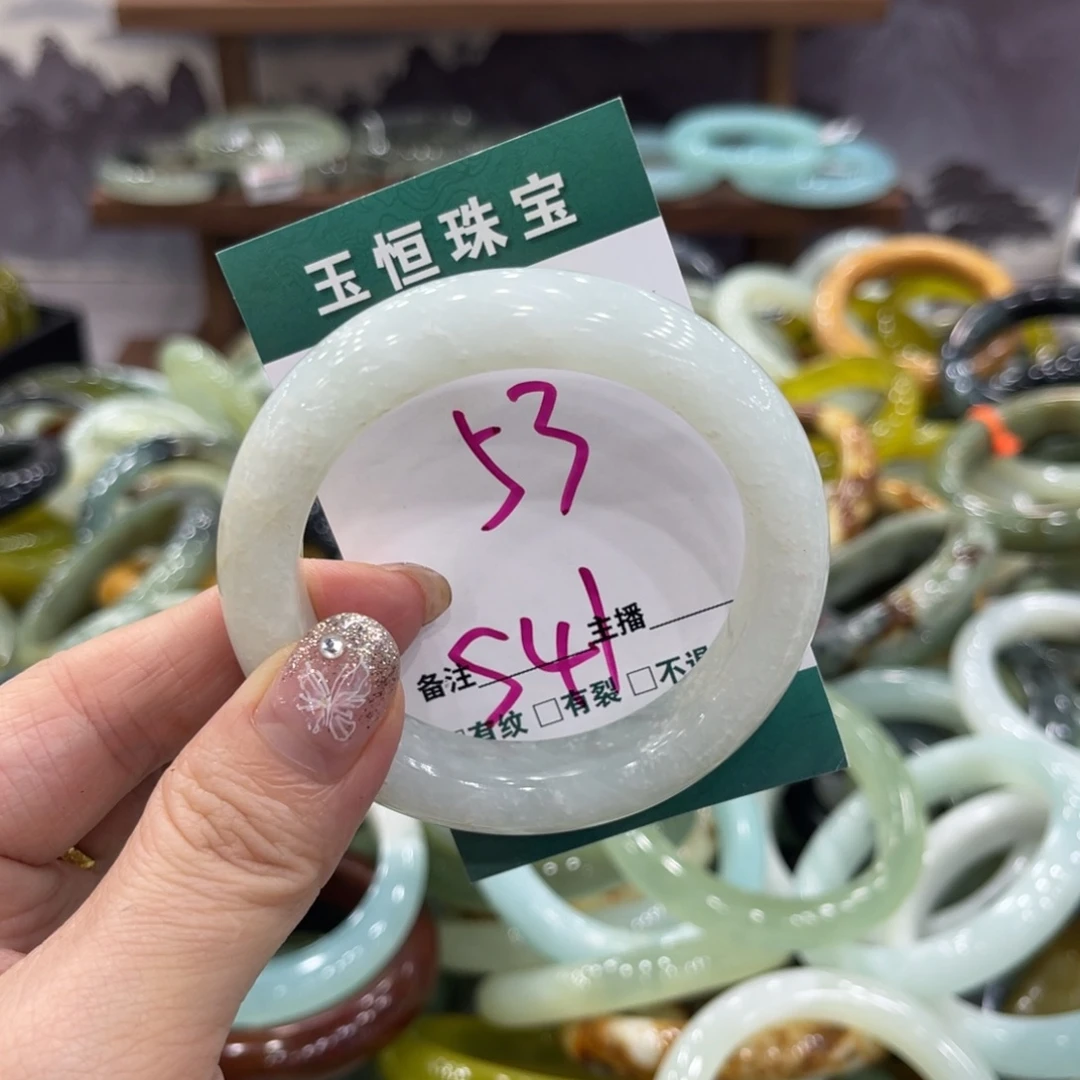 玉恒珠宝
53
541
备注 主播
□有纹 □有裂 □不退